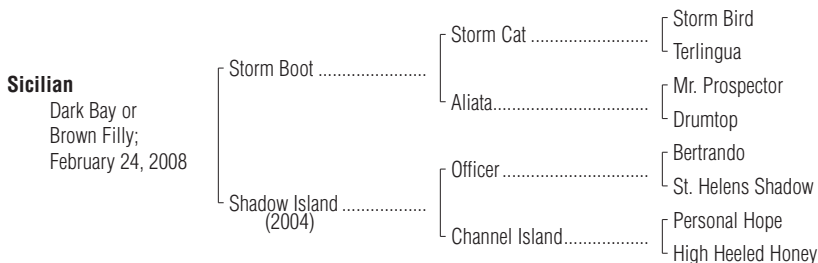 Sicilian
Dark Bay or
Brown Filly;
February 24, 2008
Storm Boot ......................
Shadow Island .................
(2004)
Storm Cat ........................
Aliata................................
Officer ..............................
Channel Island.................
Storm Bird
Terlingua
Mr. Prospector
Drumtop
Bertrando
St. Helens Shadow
Personal Hope
High Heeled Honey